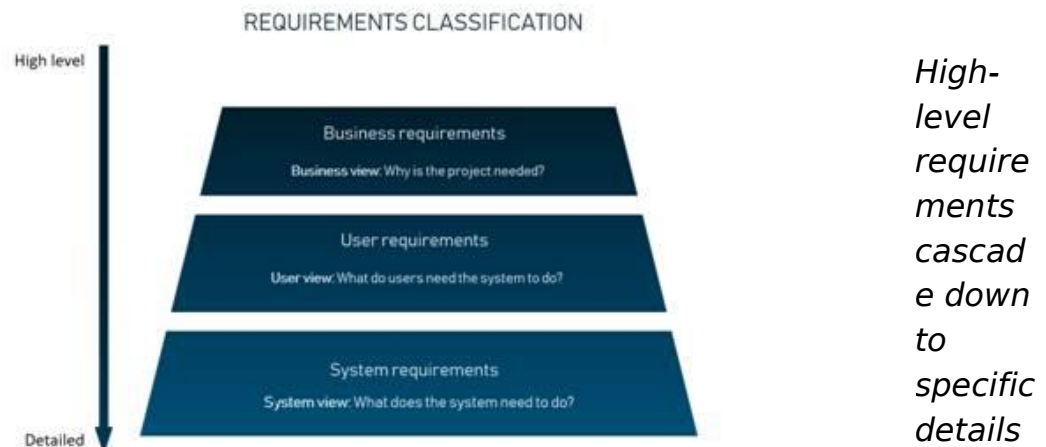 REQUIREMENTS CLASSIFICATION
High level
Business requirements
Business view: Why is the project needed?
User requirements
User view: What do users need the system to do?
System requirements
System view: What does the system need to do?
Detailed
High-
level
require
ments
cascad
e down
to
specific
details